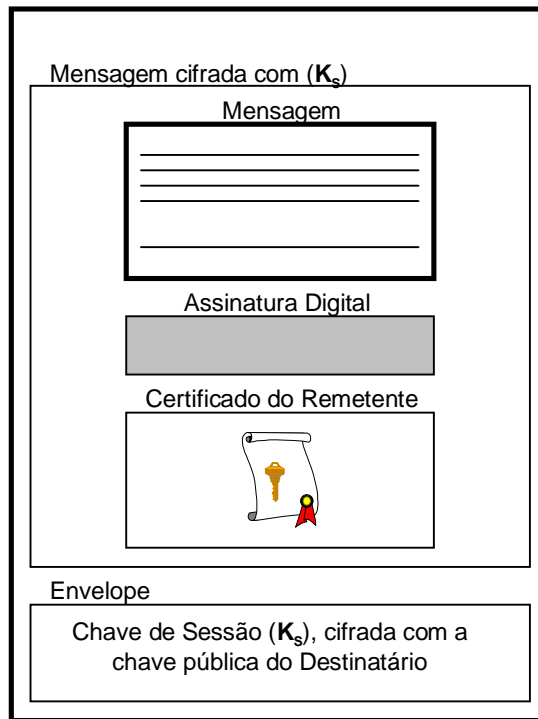 Mensagem cifrada com (Ks)
Mensagem
Assinatura Digital
Certificado do Remetente
Envelope
Chave de Sessão (Ks), cifrada com a
chave pública do Destinatário